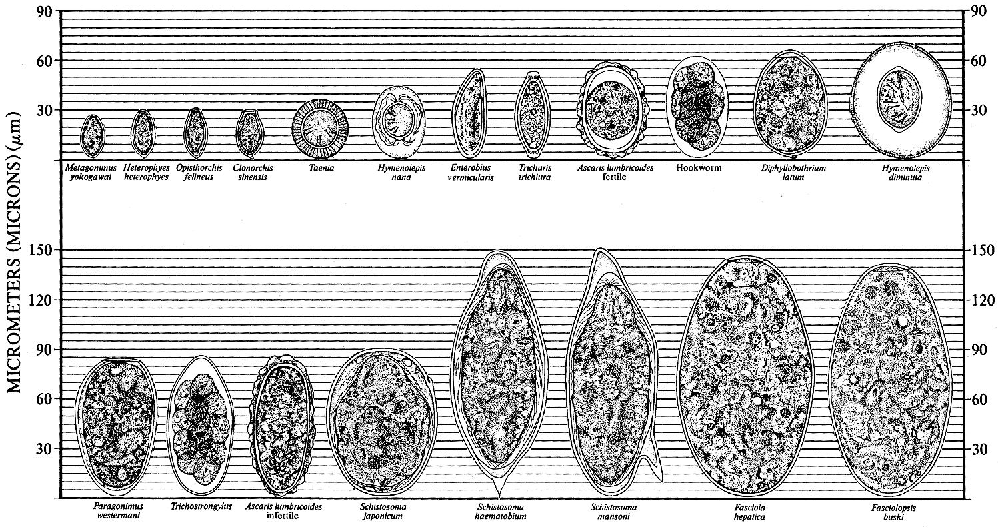 MICROMETERS (MICRONS) (μm)
90
60
30
90
60
30
Metagonimus
yokogawai
Heterophyes
heterophyes
Opisthorchis
felineus
Clonorchis
sinensis
Taenia
Hymenolepis
nana
Enterobius
vermicularis
Trichuris
trichiura
Ascaris lumbricoides
fertile
Hookworm
Diphyllobothrium
latum
Hymenolepis
diminuta
150
120
90
60
30
150
120
90
60
30
Paragonimus
westermani
Trichostrongylus
Ascaris lumbricoides
infertile
Schistosoma
japonicum
Schistosoma
haematobium
Schistosoma
mansoni
Fasciola
hepatica
Fasciolopsis
buski